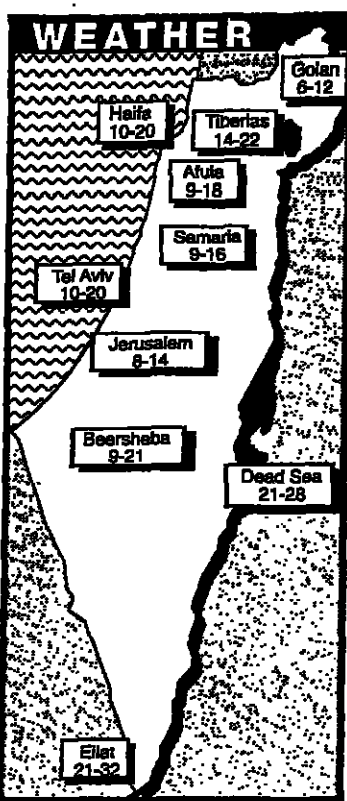 WEATHER
Golan
6-12
Haifa
10-20
Tiberias
14-22
Afula
9-18
Samaria
9-16
Tel Aviv
10-20
Jerusalem
8-14
Beersheba
9-21
Dead Sea
21-28
Eilat
21-32